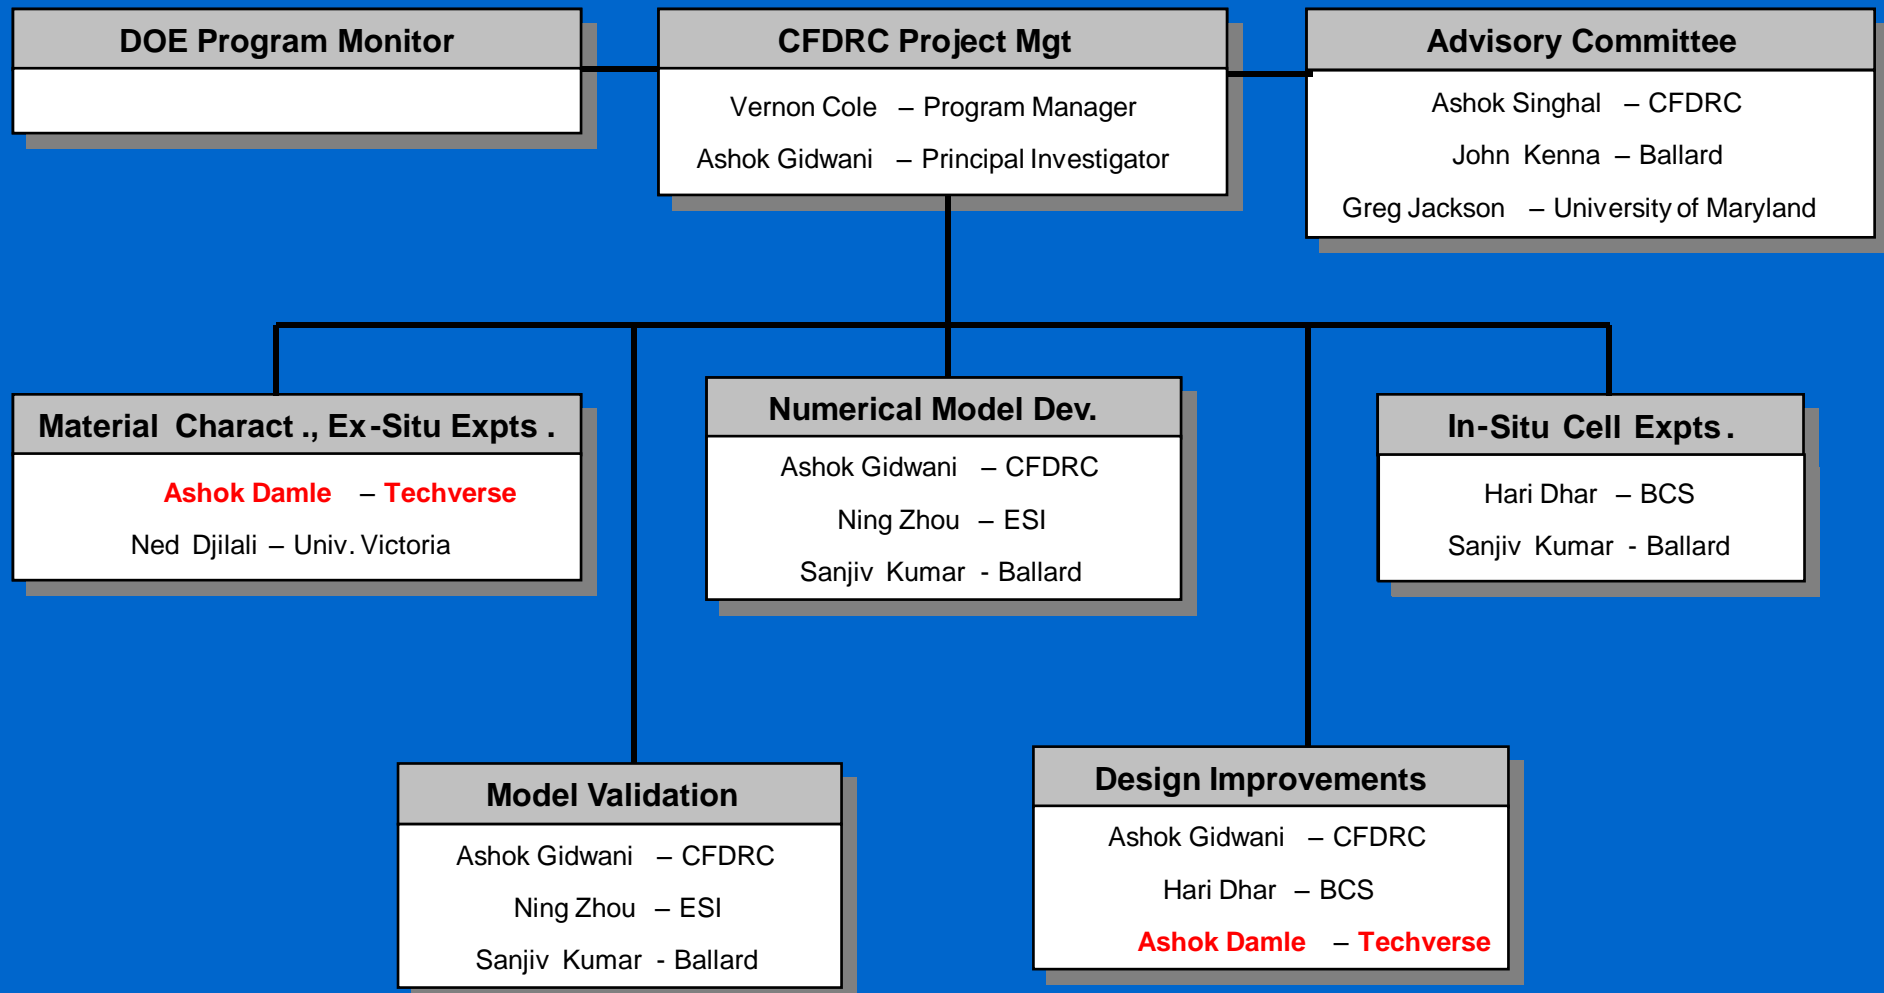 DOE Program Monitor
CFDRC Project Mgt
Vernon Cole – Program Manager
Ashok Gidwani – Principal Investigator
Advisory Committee
Ashok Singhal – CFDRC
John Kenna – Ballard
Greg Jackson – University of Maryland
Material Charact ., Ex-Situ Expts .
Ashok Damle – Techverse
Ned Djilali – Univ. Victoria
Numerical Model Dev.
Ashok Gidwani – CFDRC
Ning Zhou – ESI
Sanjiv Kumar - Ballard
In-Situ Cell Expts .
Hari Dhar – BCS
Sanjiv Kumar - Ballard
Model Validation
Ashok Gidwani – CFDRC
Ning Zhou – ESI
Sanjiv Kumar - Ballard
Design Improvements
Ashok Gidwani – CFDRC
Hari Dhar – BCS
Ashok Damle – Techverse